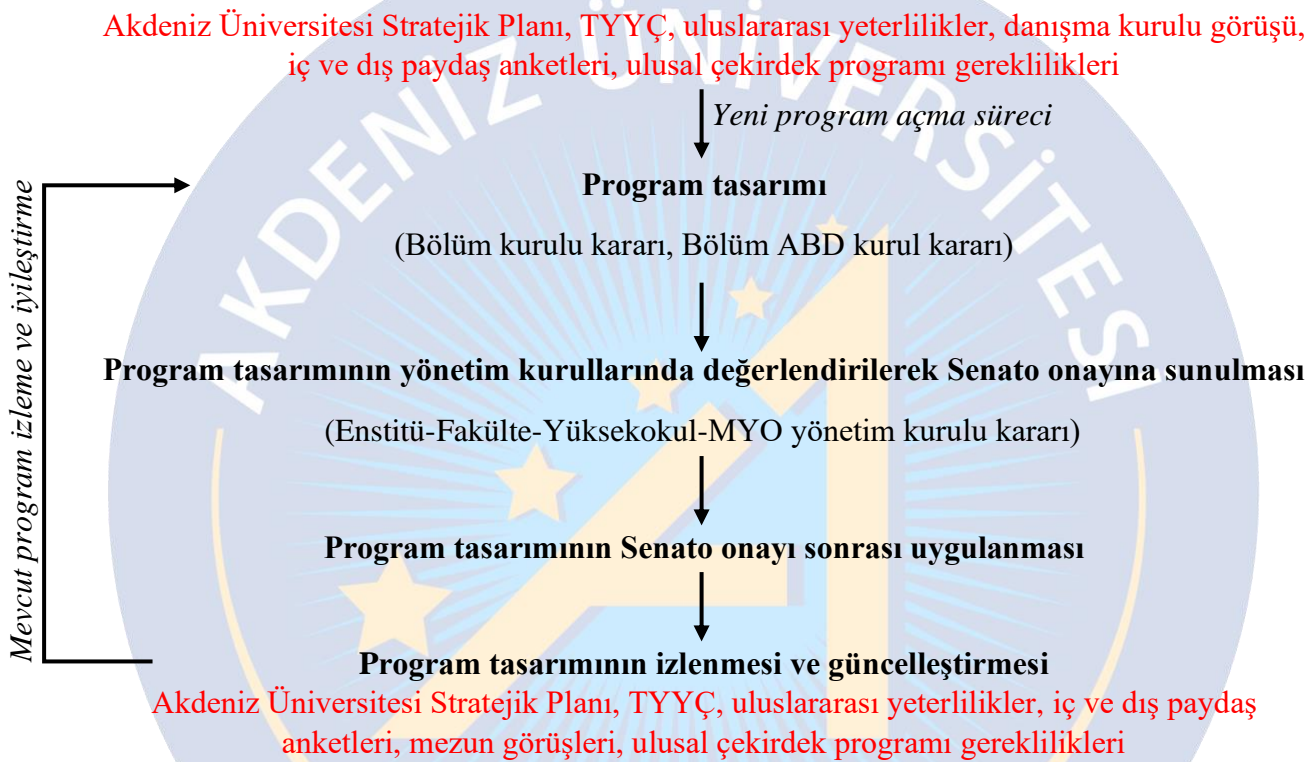 Akdeniz Üniversitesi Stratejik Planı, TYYÇ, uluslararası yeterlilikler, danışma kurulu görüşü,
iç ve dış paydaş anketleri, ulusal çekirdek programı gereklilikleri
Yeni program açma süreci
Program tasarımı
(Bölüm kurulu kararı, Bölüm ABD kurul kararı)
Program tasarımının yönetim kurullarında değerlendirilerek Senato onayına sunulması
(Enstitü-Fakülte-Yüksekokul-MYO yönetim kurulu kararı)
Program tasarımının Senato onayı sonrası uygulanması
Program tasarımının izlenmesi ve güncelleştirmesi
Akdeniz Üniversitesi Stratejik Planı, TYYÇ, uluslararası yeterlilikler, iç ve dış paydaş
anketleri, mezun görüşleri, ulusal çekirdek programı gereklilikleri
Mevcut program izleme ve iyileştirme
AKDENİZ ÜNİVERSİTESİ